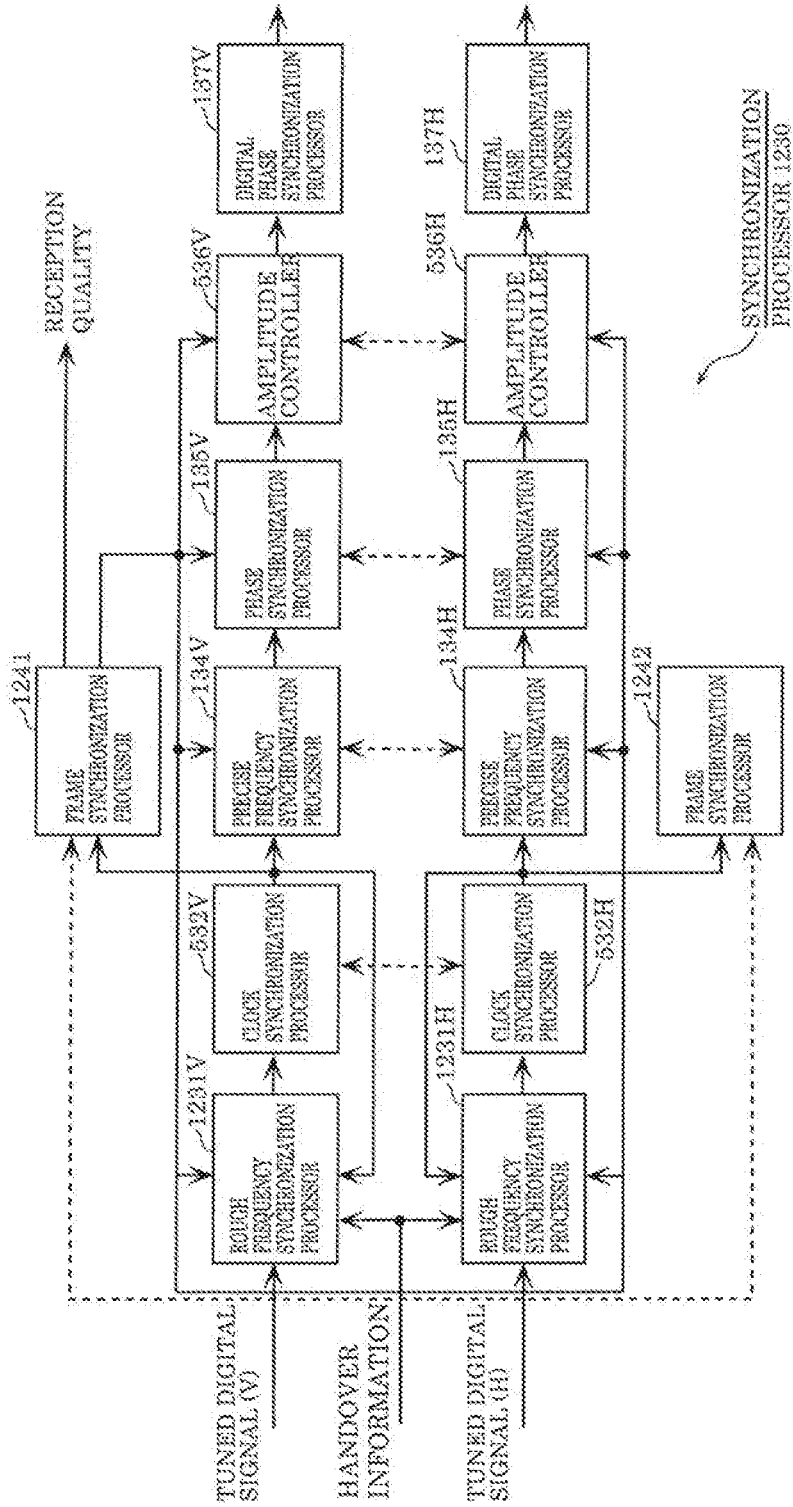 TUNED DIGITAL
SIGNAL (V)
HANDOVER
INFORMATION
TUNED DIGITAL
SIGNAL (H)
1231V
ROUGH
FREQUENCY
SYNCHRONIZATION
PROCESSOR
532V
CLOCK
SYNCHRONIZATION
PROCESSOR
1241
FRAME
SYNCHRONIZATION
PROCESSOR
RECEPTION
QUALITY
134V
PRECISE
FREQUENCY
SYNCHRONIZATION
PROCESSOR
135V
PHASE
SYNCHRONIZATION
PROCESSOR
536V
AMPLITUDE
CONTROLLER
137V
DIGITAL
PHASE
SYNCHRONIZATION
PROCESSOR
1231H
ROUGH
FREQUENCY
SYNCHRONIZATION
PROCESSOR
532H
CLOCK
SYNCHRONIZATION
PROCESSOR
134H
PRECISE
FREQUENCY
SYNCHRONIZATION
PROCESSOR
135H
PHASE
SYNCHRONIZATION
PROCESSOR
536H
AMPLITUDE
CONTROLLER
137H
DIGITAL
PHASE
SYNCHRONIZATION
PROCESSOR
1242
FRAME
SYNCHRONIZATION
PROCESSOR
SYNCHRONIZATION
PROCESSOR 1230